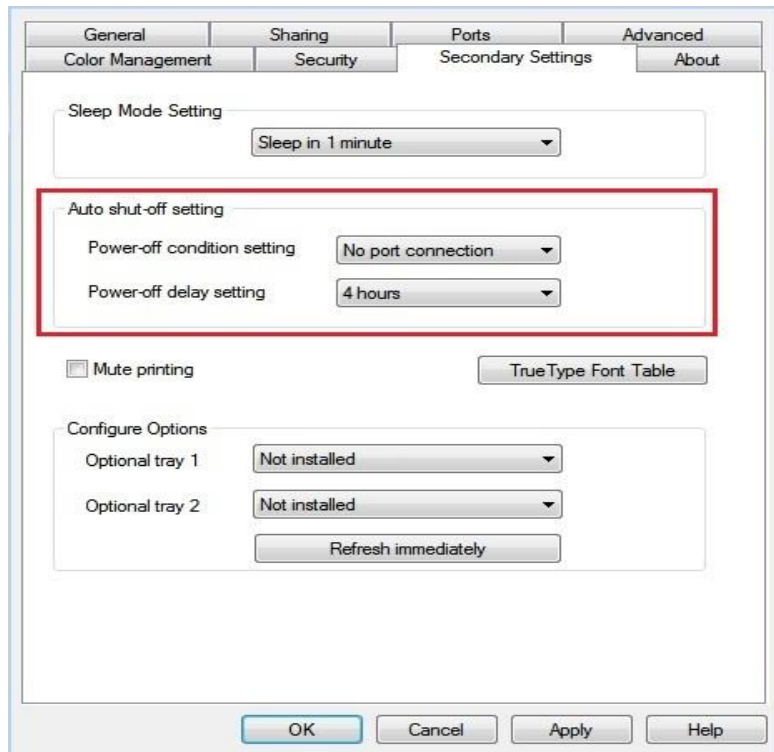 General Sharing Ports Advanced
Color Management Security Secondary Settings About
Sleep Mode Setting
Sleep in 1 minute
Auto shut-off setting
Power-off condition setting No port connection
Power-off delay setting 4 hours
Mute printing TrueType Font Table
Configure Options
Optional tray 1 Not installed
Optional tray 2 Not installed
Refresh immediately
OK Cancel Apply Help